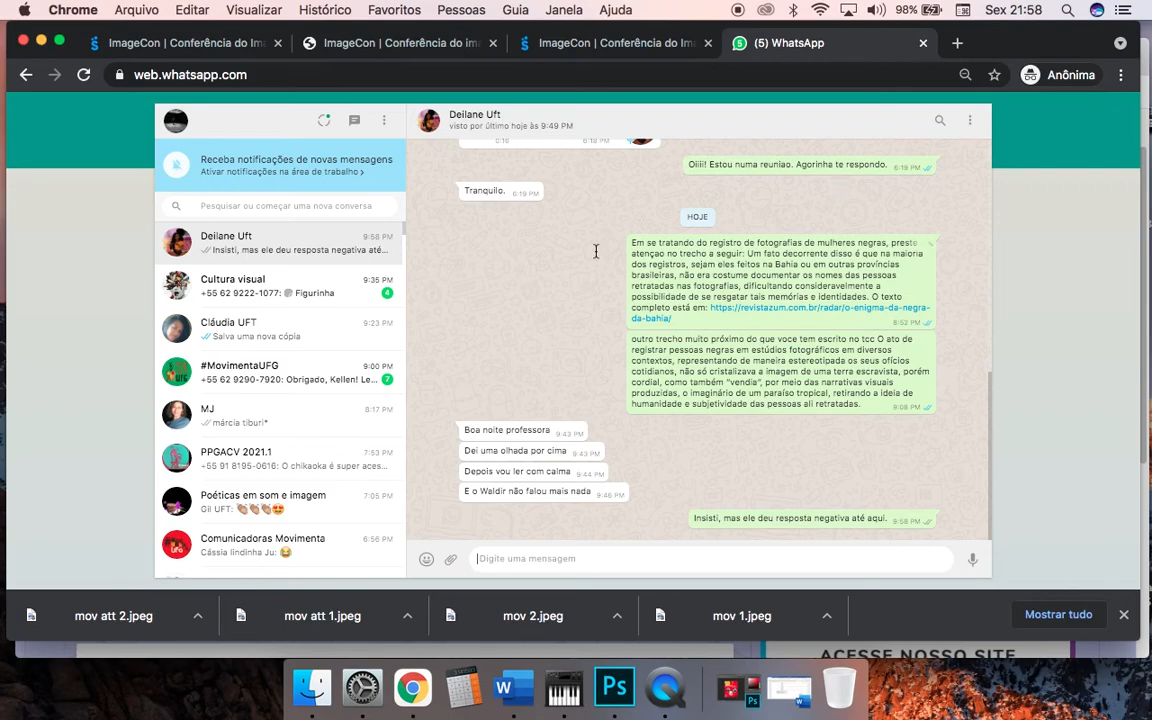 Chrome Arquivo Editar Visualizar Histórico Favoritos Pessoas Guia Janela Ajuda 98% Sex 21:58
ImageCon | Conferência do Ima ImageCon | Conferência do im ImageCon | Conferência do Im (5) WhatsApp
web.whatsapp.com Anônima
Deilane Uft
visto por último hoje às 9:49 PM
Receba notificações de novas mensagens
Ativar notificações na área de trabalho >
Pesquisar ou começar uma nova conversa
Deilane Uft 9:58 PM
Insisti, mas ele deu resposta negativa até...
Cultura visual 9:35 PM
+55 62 9222-1077: Figurinha 4
Cláudia UFT 9:23 PM
Salva uma nova cópia
#MovimentaUFG 9:00 PM
+55 62 9290-7920: Obrigado, Kellen! Le... 7
MJ 8:17 PM
márcia tiburi*
PPGACV 2021.1 7:53 PM
+55 91 8195-0616: O chikaoka é super aces...
Poéticas em som e imagem 7:05 PM
Gil UFT:
Comunicadoras Movimenta 6:56 PM
Cássia lindinha Ju:
0:15 6:19 PM
Oiiii! Estou numa reuniao. Agorinha te respondo. 6:19 PM
Tranquilo. 6:19 PM
HOJE
Em se tratando do registro de fotografias de mulheres negras, preste
atençao no trecho a seguir: Um fato decorrente disso é que na maioria
dos registros, sejam eles feitos na Bahia ou em outras províncias
brasileiras, não era costume documentar os nomes das pessoas
retratadas nas fotografias, dificultando consideravelmente a
possibilidade de se resgatar tais memórias e identidades. O texto
completo está em: https://revistazum.com.br/radar/o-enigma-da-negra-
da-bahia/ 8:52 PM
outro trecho muito próximo do que voce tem escrito no tcc O ato de
registrar pessoas negras em estúdios fotográficos em diversos
contextos, representando de maneira estereotipada os seus ofícios
cotidianos, não só cristalizava a imagem de uma terra escravista, porém
cordial, como também “vendia”, por meio das narrativas visuais
produzidas, o imaginário de um paraíso tropical, retirando a ideia de
humanidade e subjetividade das pessoas ali retratadas. 9:08 PM
Boa noite professora 9:43 PM
Dei uma olhada por cima 9:43 PM
Depois vou ler com calma 9:44 PM
E o Waldir não falou mais nada 9:46 PM
Insisti, mas ele deu resposta negativa até aqui. 9:58 PM
Digite uma mensagem
mov att 2.jpeg mov att 1.jpeg mov 2.jpeg mov 1.jpeg Mostrar tudo
ACESSE NOSSO SITE
Ps